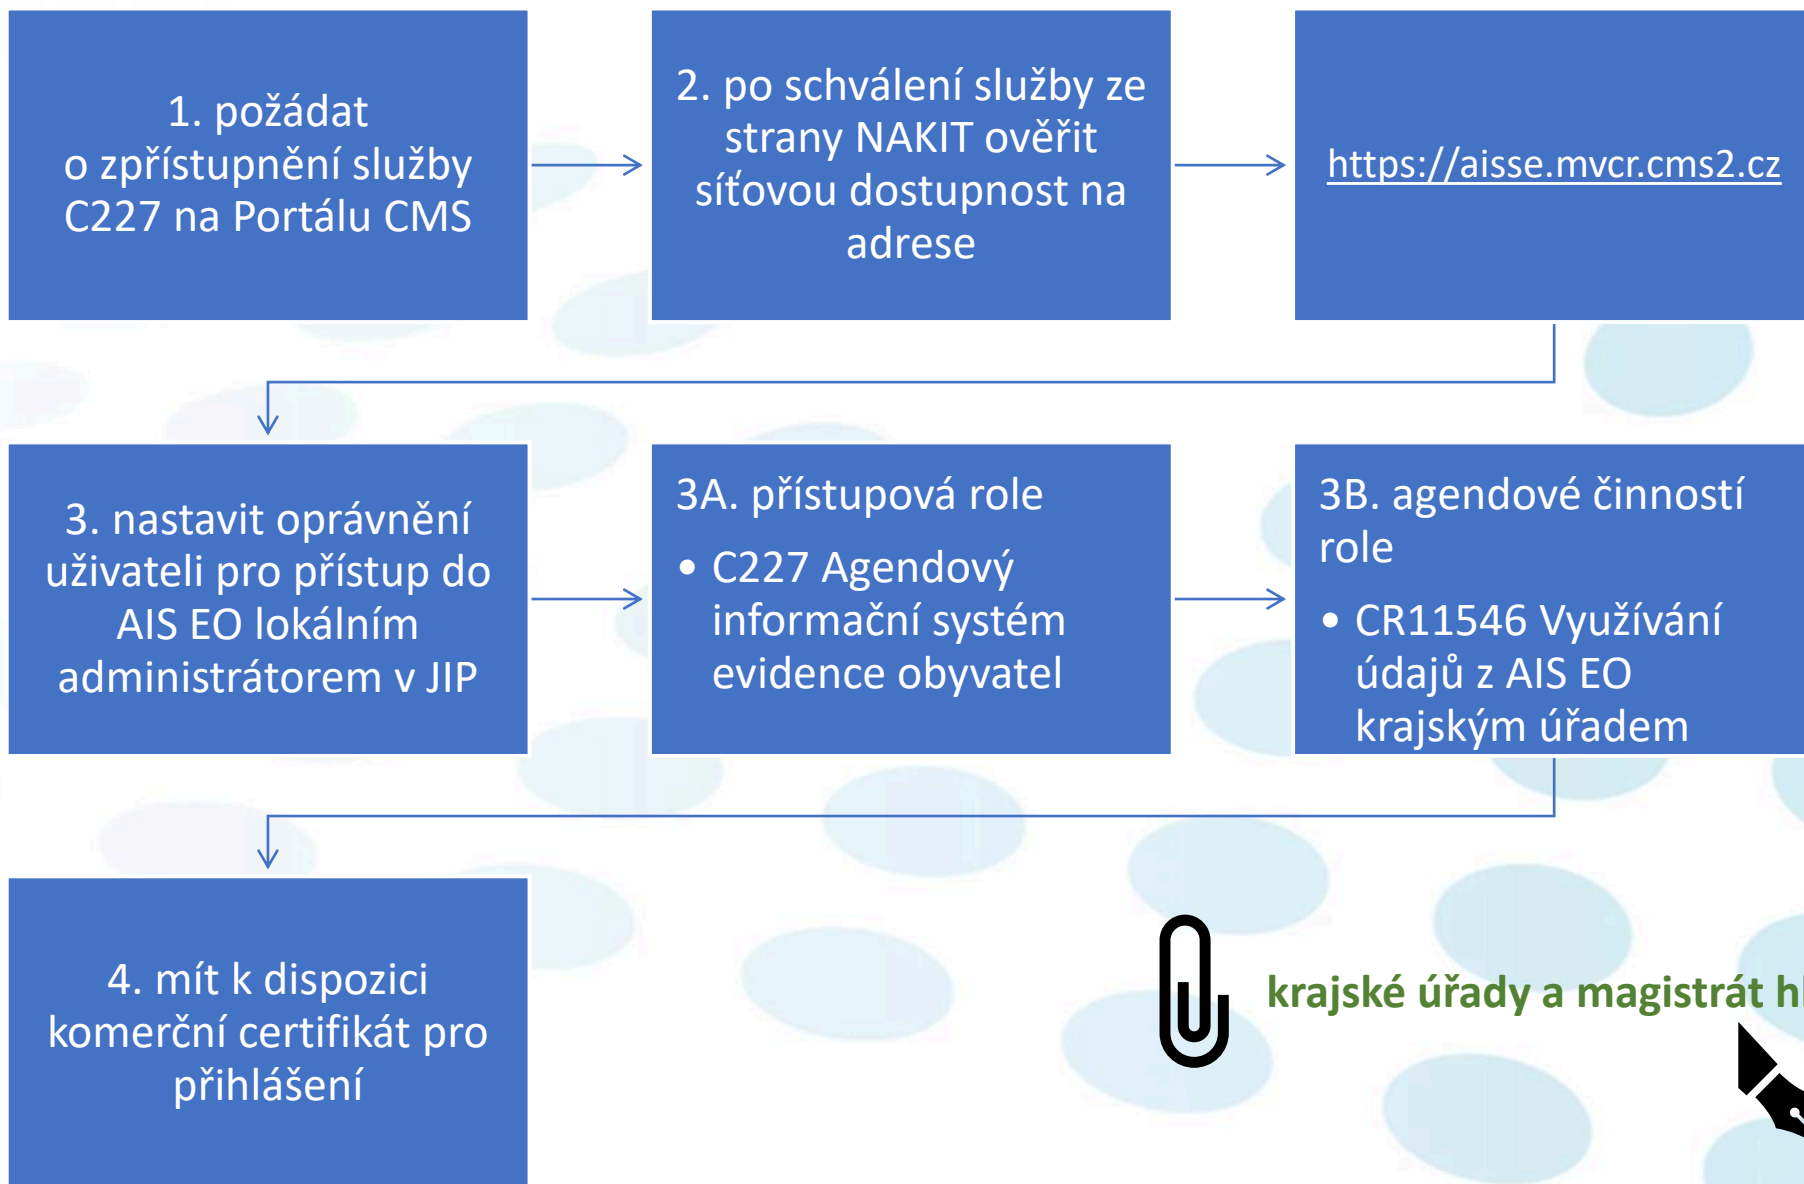 1. požádat
o zpřístupnění služby
C227 na Portálu CMS
2. po schválení služby ze
strany NAKIT ověřit
síťovou dostupnost na
adrese
https://aisse.mvcr.cms2.cz
3. nastavit oprávnění
uživateli pro přístup do
AIS EO lokálním
administrátorem v JIP
3A. přístupová role
• C227 Agendový
informační systém
evidence obyvatel
3B. agendové činností
role
• CR11546 Využívání
údajů z AIS EO
krajským úřadem
4. mít k dispozici
komerční certifikát pro
přihlášení
krajské úřady a magistrát